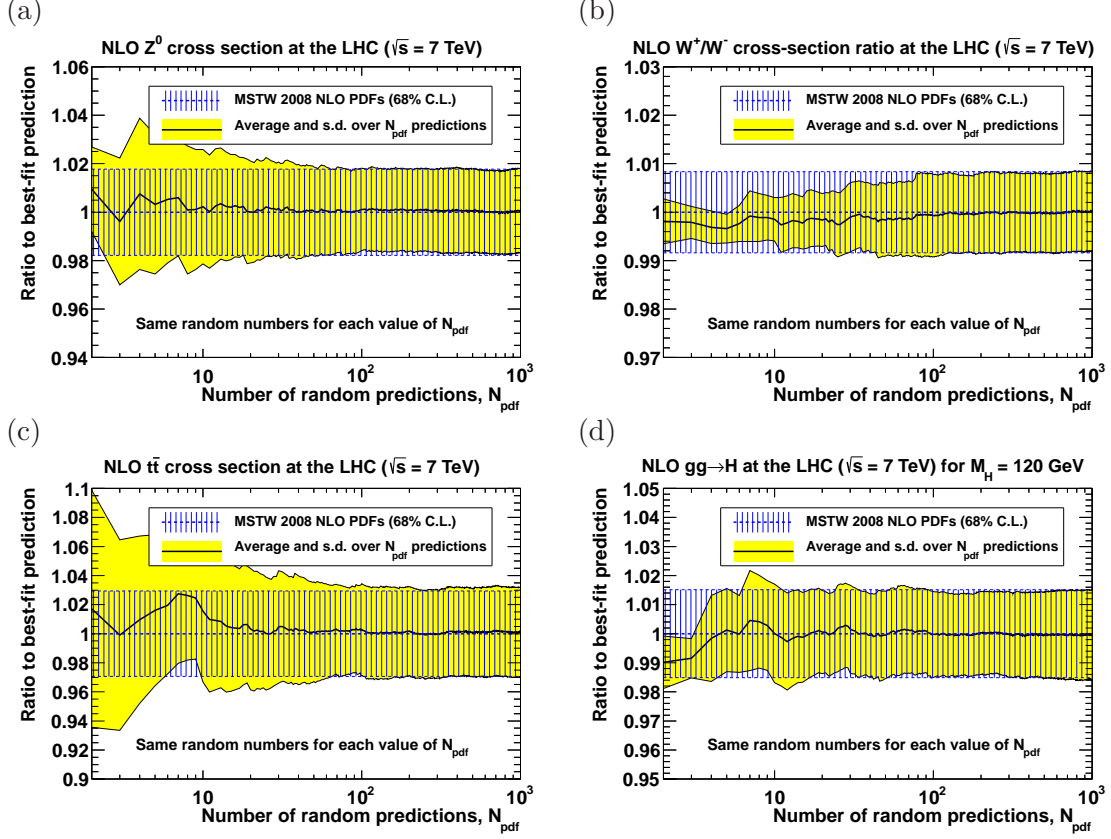 (a)
NLO Z⁰ cross section at the LHC (√s = 7 TeV)
Ratio to best-fit prediction
1.06
1.04
1.02
1
0.98
0.96
0.94
MSTW 2008 NLO PDFs (68% C.L.)
Average and s.d. over N_pdf predictions
Same random numbers for each value of N_pdf
10
10²
10³
Number of random predictions, N_pdf
(b)
NLO W⁺/W⁻ cross-section ratio at the LHC (√s = 7 TeV)
Ratio to best-fit prediction
1.03
1.02
1.01
1
0.99
0.98
0.97
MSTW 2008 NLO PDFs (68% C.L.)
Average and s.d. over N_pdf predictions
Same random numbers for each value of N_pdf
10
10²
10³
Number of random predictions, N_pdf
(c)
NLO tt̄ cross section at the LHC (√s = 7 TeV)
Ratio to best-fit prediction
1.1
1.08
1.06
1.04
1.02
1
0.98
0.96
0.94
0.92
0.9
MSTW 2008 NLO PDFs (68% C.L.)
Average and s.d. over N_pdf predictions
Same random numbers for each value of N_pdf
10
10²
10³
Number of random predictions, N_pdf
(d)
NLO gg→H at the LHC (√s = 7 TeV) for M_H = 120 GeV
Ratio to best-fit prediction
1.05
1.04
1.03
1.02
1.01
1
0.99
0.98
0.97
0.96
0.95
MSTW 2008 NLO PDFs (68% C.L.)
Average and s.d. over N_pdf predictions
Same random numbers for each value of N_pdf
10
10²
10³
Number of random predictions, N_pdf